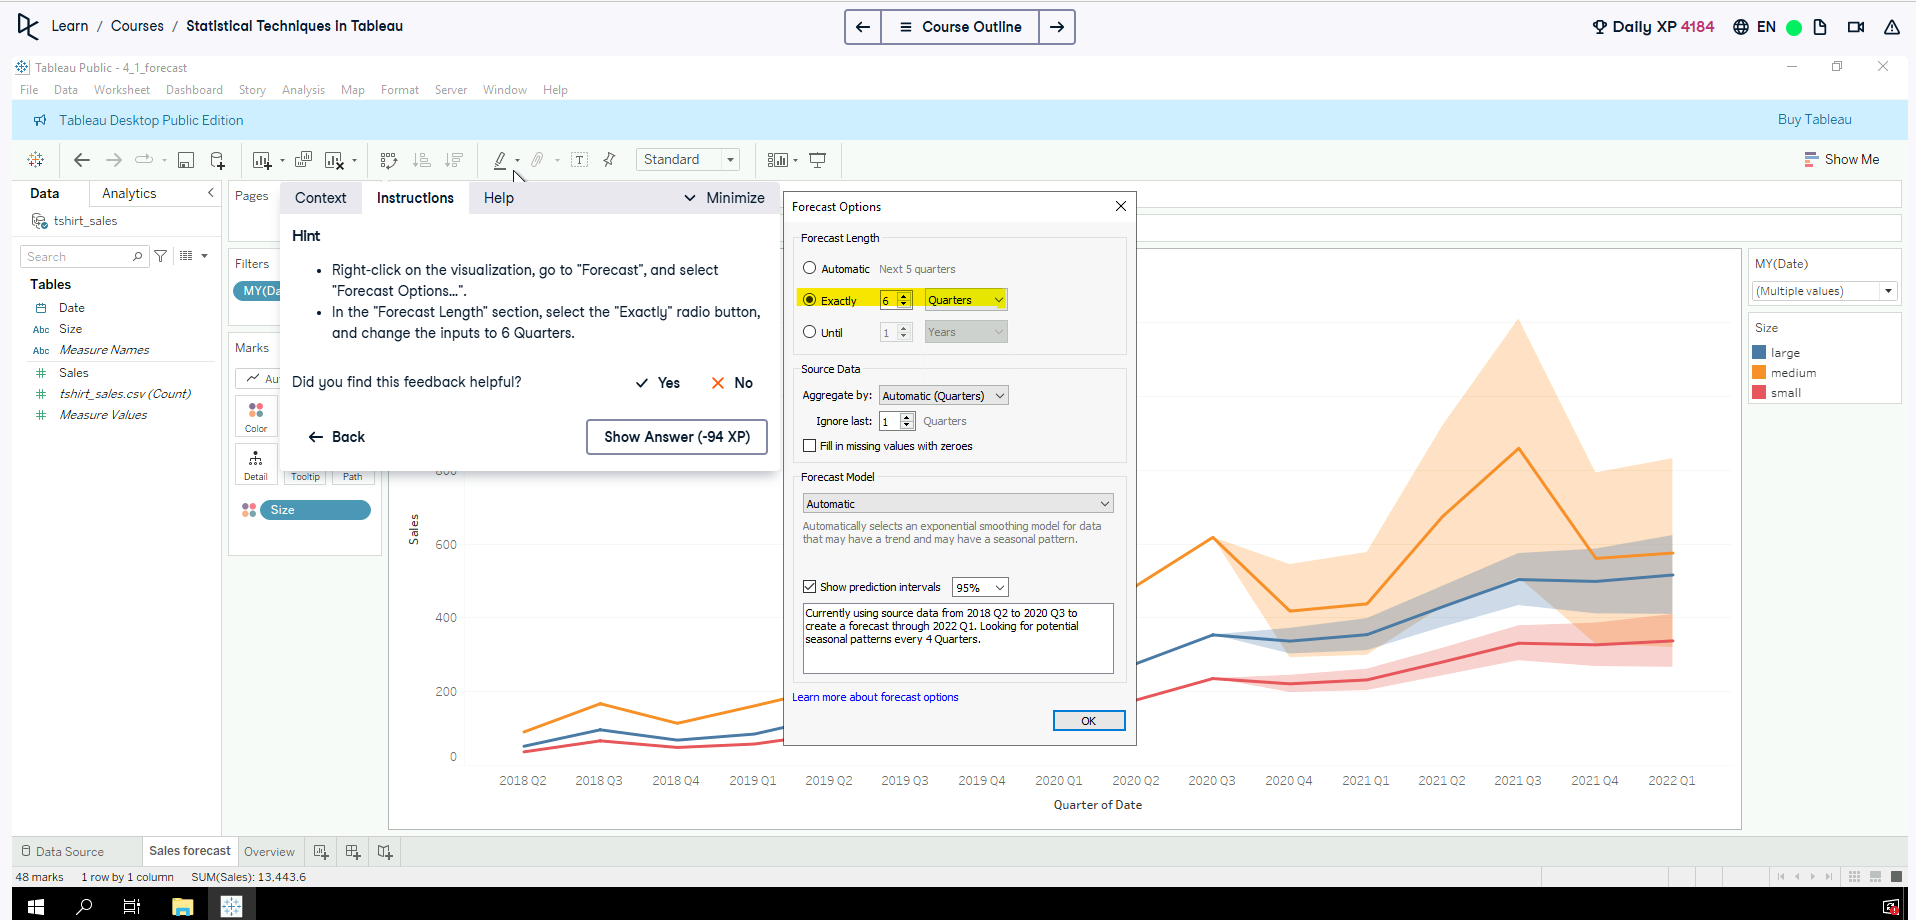 Learn / Courses / Statistical Techniques in Tableau
Course Outline
Daily XP 4184
EN
Tableau Public - 4_1_forecast
File Data Worksheet Dashboard Story Analysis Map Format Server Window Help
Tableau Desktop Public Edition
Buy Tableau
Standard
Show Me
Data
Analytics
tshirt_sales
Search
Tables
Date
Abc Size
Abc Measure Names
Sales
tshirt_sales.csv (Count)
Measure Values
Pages
Filters
MY(Da
Marks
Au
Color
Detail
Tooltip
Path
Size
Context
Instructions
Help
Minimize
Hint
Right-click on the visualization, go to "Forecast", and select
"Forecast Options...".
In the "Forecast Length" section, select the "Exactly" radio button,
and change the inputs to 6 Quarters.
Did you find this feedback helpful?
Yes
No
Back
Show Answer (-94 XP)
Forecast Options
Forecast Length
Automatic Next 5 quarters
Exactly 6 Quarters
Until 1 Years
Source Data
Aggregate by: Automatic (Quarters)
Ignore last: 1 Quarters
Fill in missing values with zeroes
Forecast Model
Automatic
Automatically selects an exponential smoothing model for data
that may have a trend and may have a seasonal pattern.
Show prediction intervals 95%
Currently using source data from 2018 Q2 to 2020 Q3 to
create a forecast through 2022 Q1. Looking for potential
seasonal patterns every 4 Quarters.
Learn more about forecast options
OK
MY(Date)
(Multiple values)
Size
large
medium
small
Sales
800
600
400
200
0
2018 Q2 2018 Q3 2018 Q4 2019 Q1 2019 Q2 2019 Q3 2019 Q4 2020 Q1 2020 Q2 2020 Q3 2020 Q4 2021 Q1 2021 Q2 2021 Q3 2021 Q4 2022 Q1
Quarter of Date
Data Source
Sales forecast
Overview
48 marks 1 row by 1 column SUM(Sales): 13,443.6